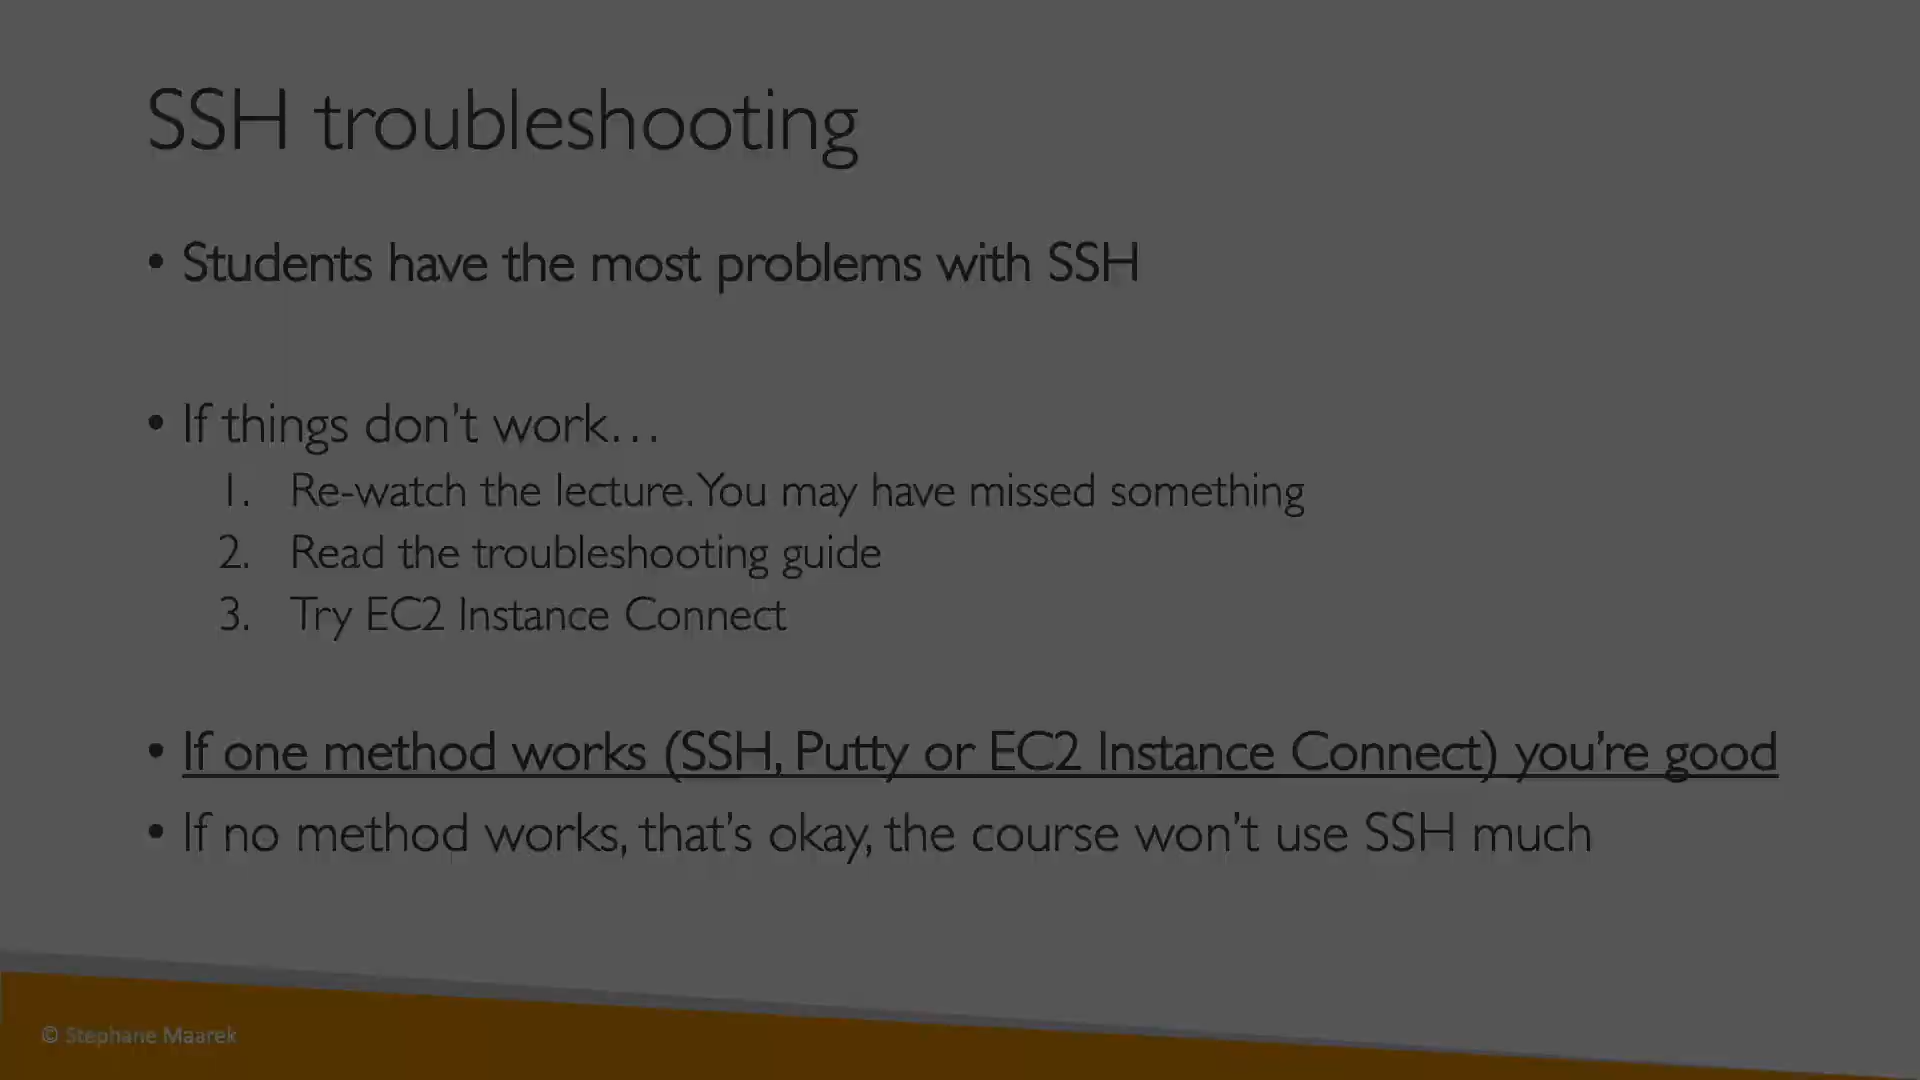 SSH troubleshooting
• Students have the most problems with SSH
• If things don't work…
1. Re-watch the lecture. You may have missed something
2. Read the troubleshooting guide
3. Try EC2 Instance Connect
• If one method works (SSH, Putty or EC2 Instance Connect) you're good
• If no method works, that's okay, the course won't use SSH much
© Stephane Maarek